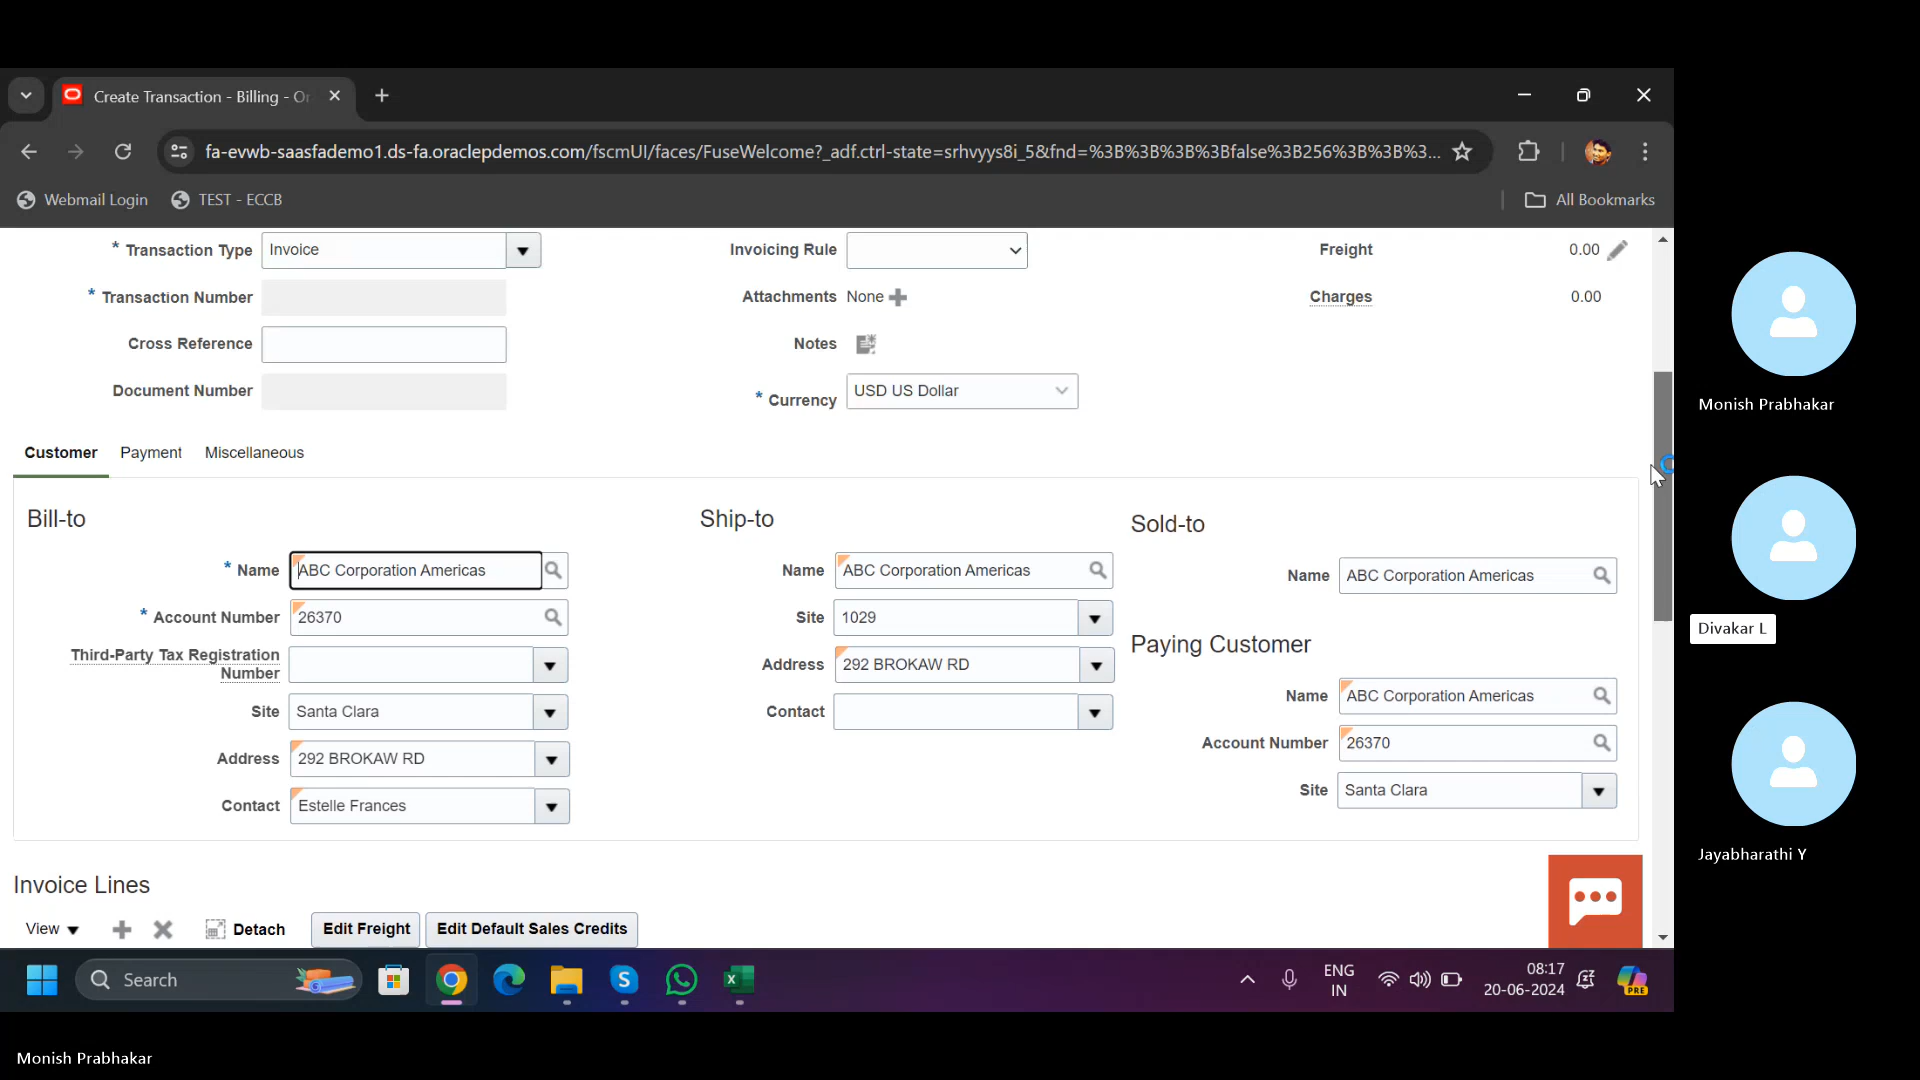 Create Transaction - Billing - Or
fa-evwb-saasfademo1.ds-fa.oraclepdemos.com/fscmUI/faces/FuseWelcome?_adf.ctrl-state=srhvyys8i_5&fnd=%3B%3B%3B%3Bfalse%3B256%3B%3B%3...
Webmail Login
TEST - ECCB
All Bookmarks
* Transaction Type Invoice
Invoicing Rule
Freight 0.00
* Transaction Number
Attachments None
Charges 0.00
Cross Reference
Notes
Document Number
* Currency USD US Dollar
Customer Payment Miscellaneous
Bill-to
Ship-to
Sold-to
* Name ABC Corporation Americas
Name ABC Corporation Americas
Name ABC Corporation Americas
* Account Number 26370
Site 1029
Paying Customer
Third-Party Tax Registration
Number
Address 292 BROKAW RD
Name ABC Corporation Americas
Site Santa Clara
Contact
Account Number 26370
Address 292 BROKAW RD
Site Santa Clara
Contact Estelle Frances
Invoice Lines
View Detach Edit Freight Edit Default Sales Credits
Search
ENG
IN
08:17
20-06-2024
PRE
Monish Prabhakar
Divakar L
Jayabharathi Y
Monish Prabhakar